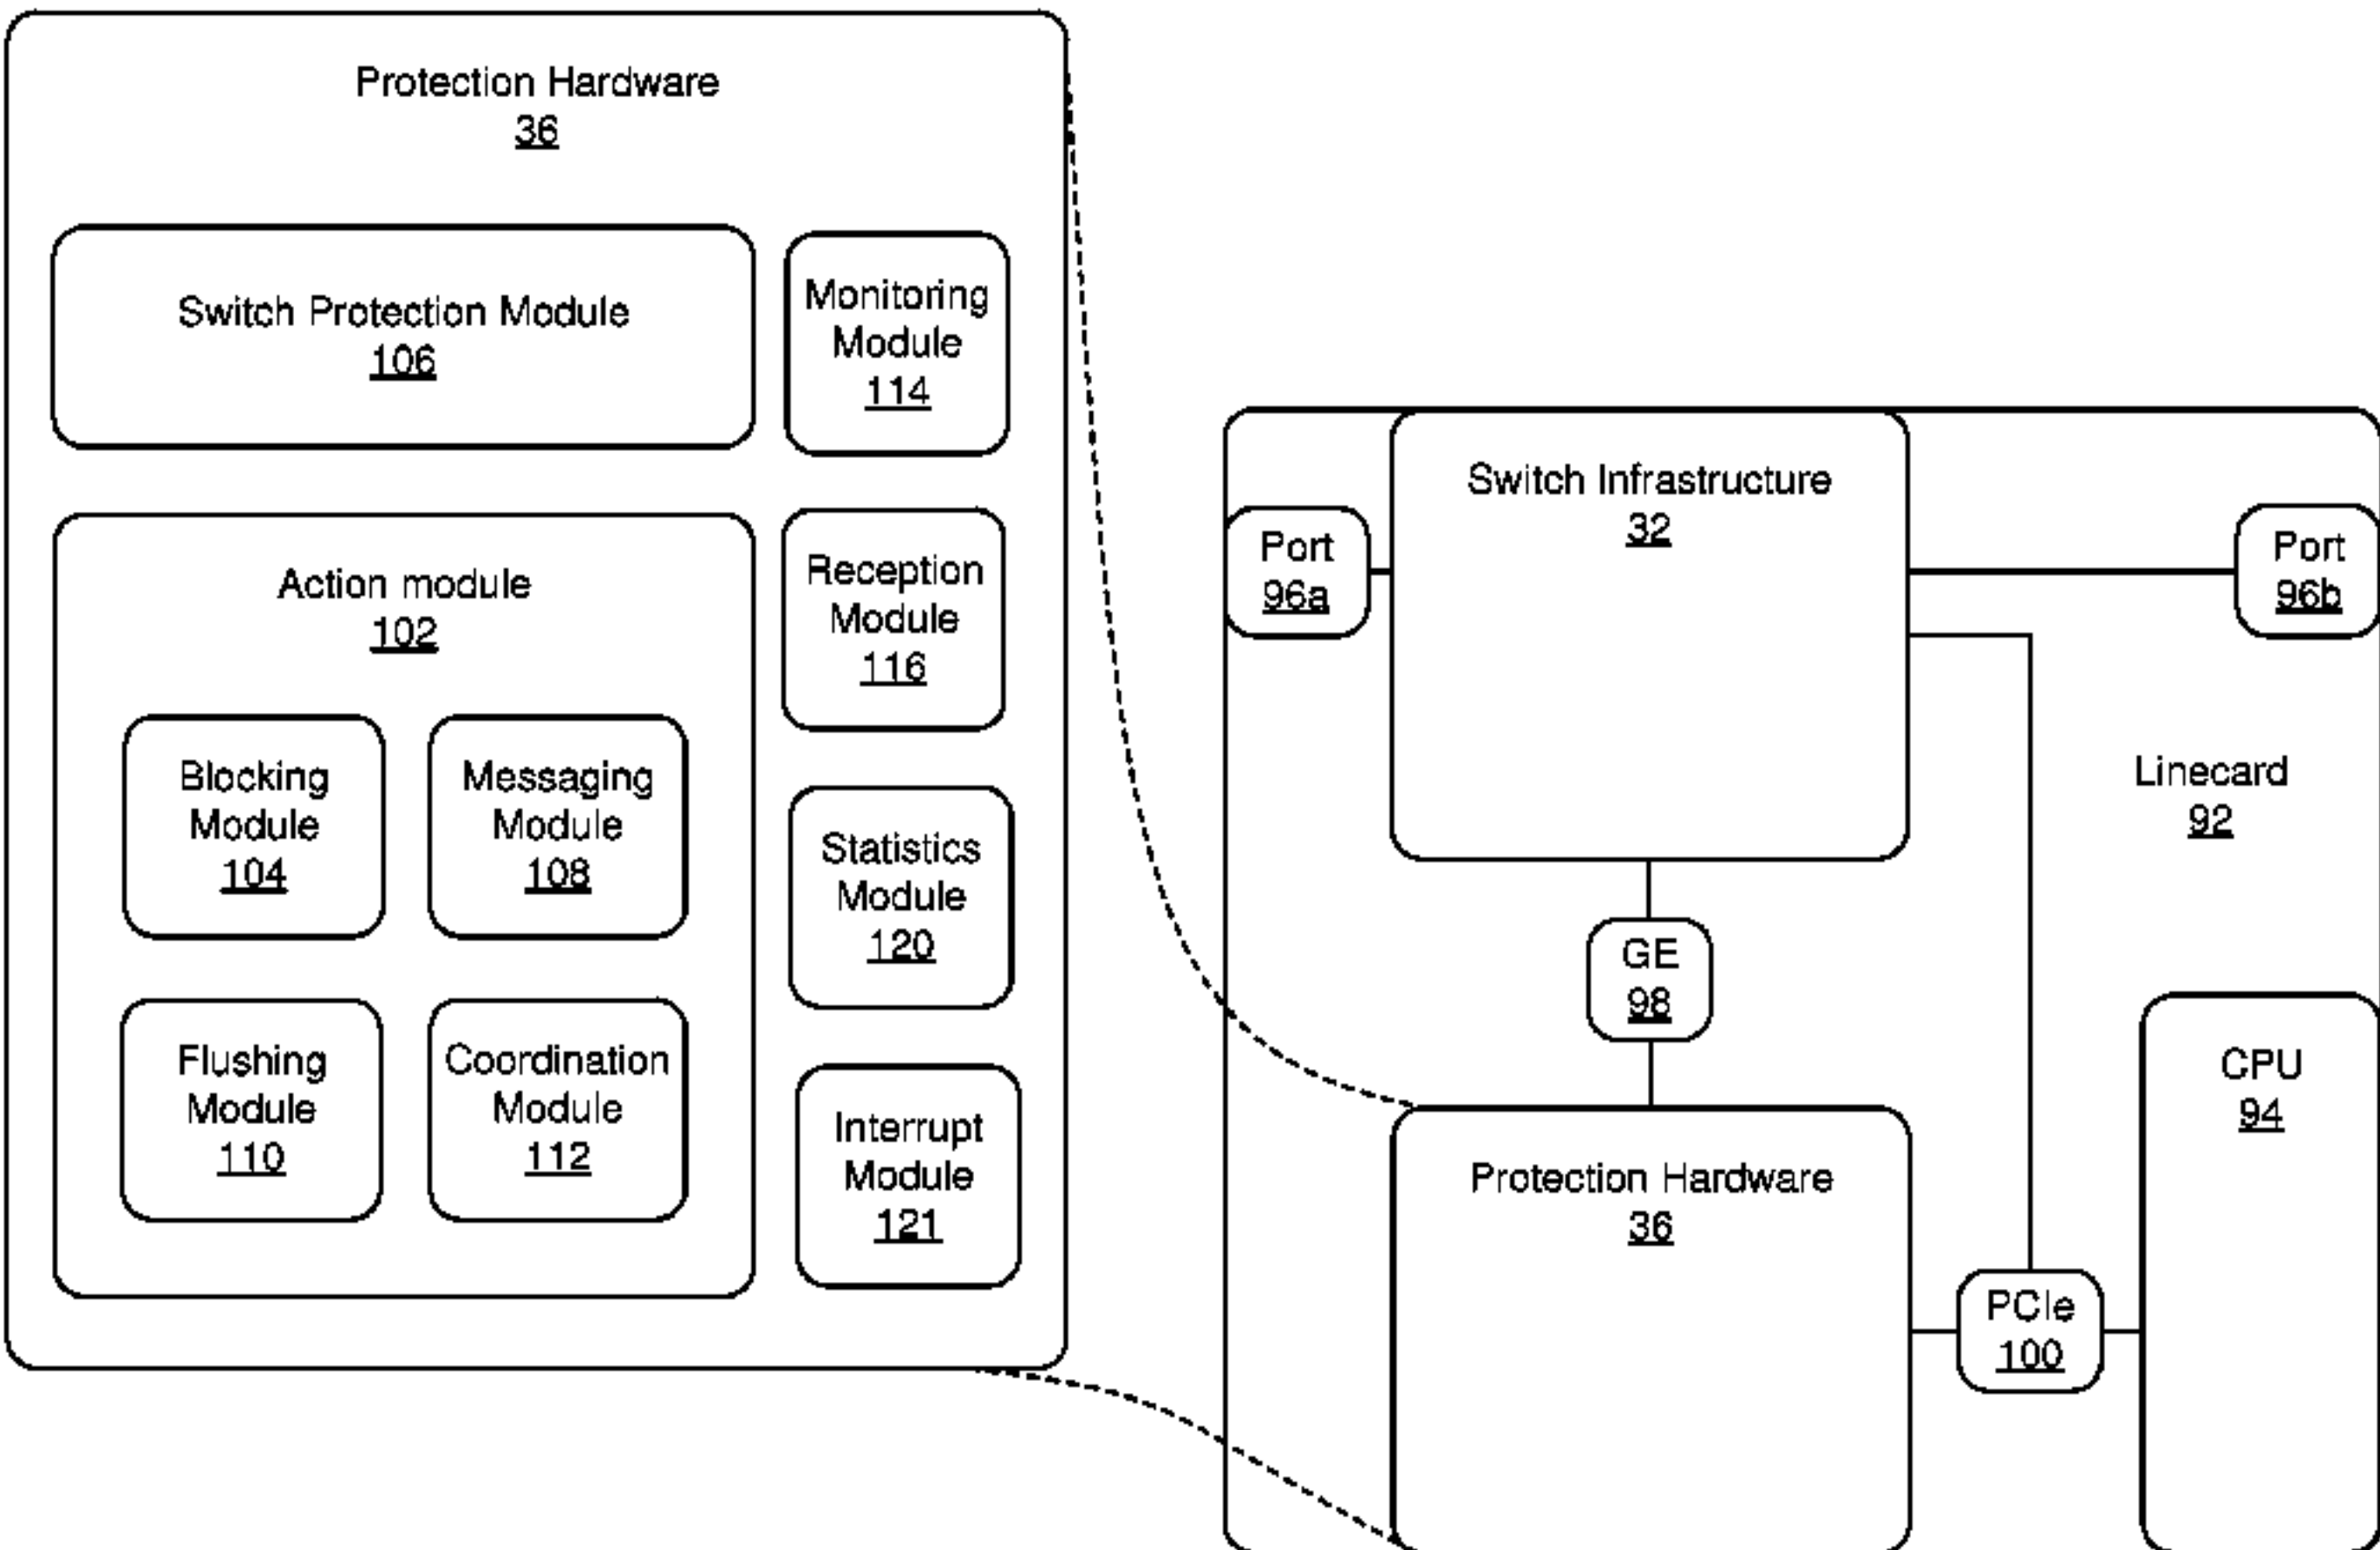 Protection Hardware
36
Switch Protection Module
106
Monitoring
Module
114
Action module
102
Reception
Module
116
Blocking
Module
104
Messaging
Module
108
Statistics
Module
120
Flushing
Module
110
Coordination
Module
112
Interrupt
Module
121
Switch Infrastructure
32
Port
96a
Port
96b
Linecard
92
GE
98
CPU
94
Protection Hardware
36
PCIe
100